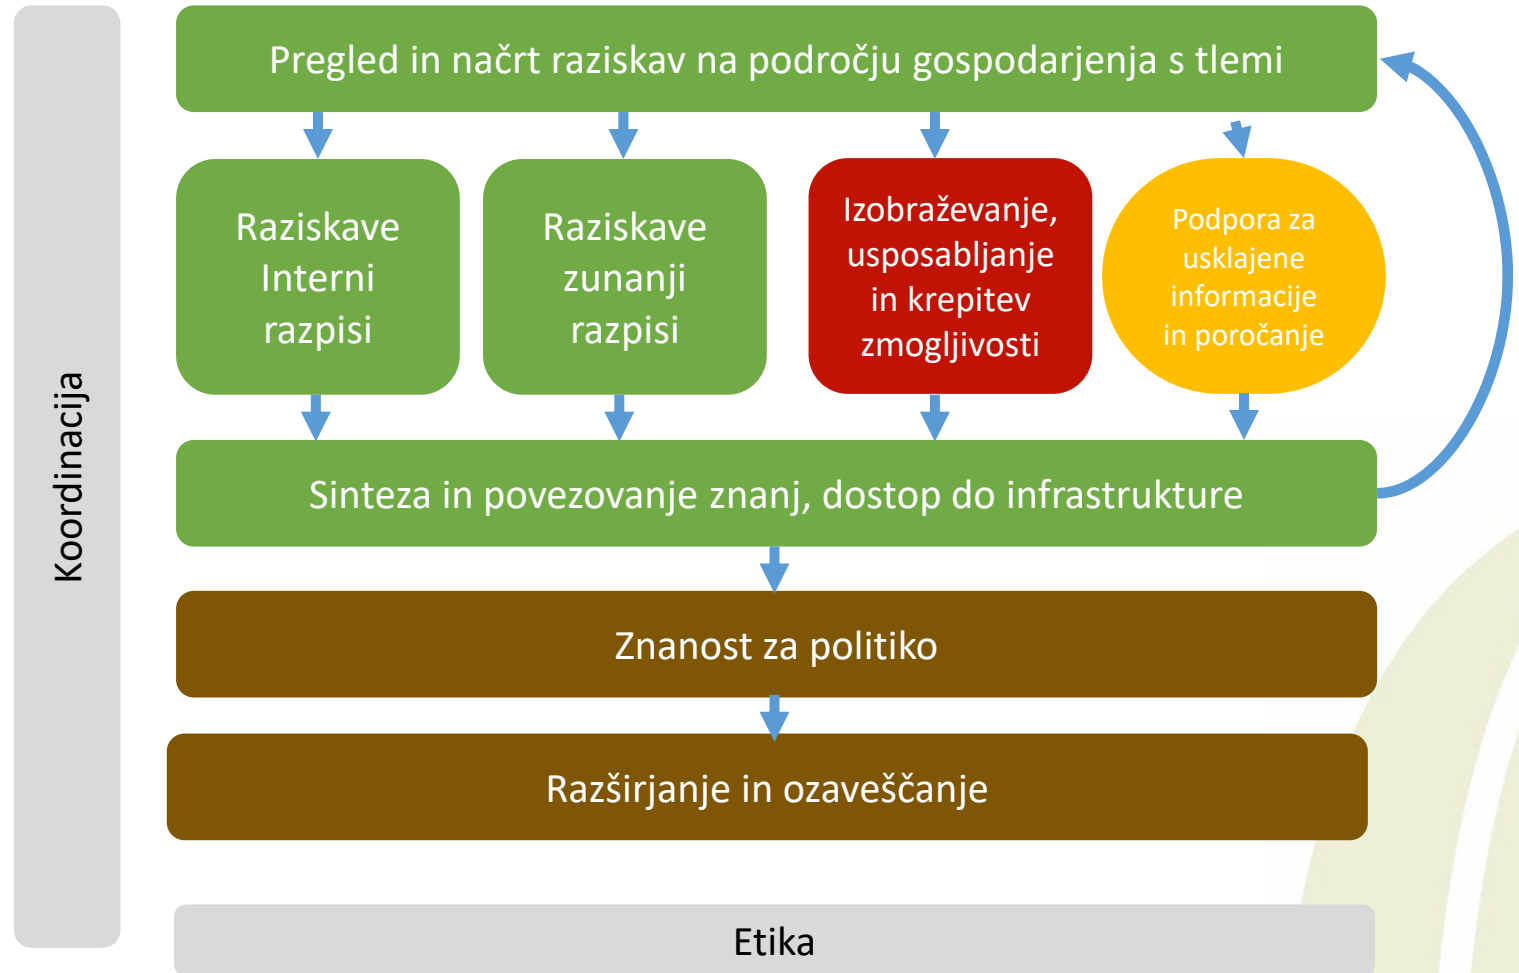 Koordinacija
Pregled in načrt raziskav na področju gospodarjenja s tlemi
Raziskave
Interni
razpisi
Raziskave
zunanji
razpisi
Izobraževanje,
usposabljanje
in krepitev
zmogljivosti
Podpora za
usklajene
informacije
in poročanje
Sinteza in povezovanje znanj, dostop do infrastrukture
Znanost za politiko
Razširjanje in ozaveščanje
Etika